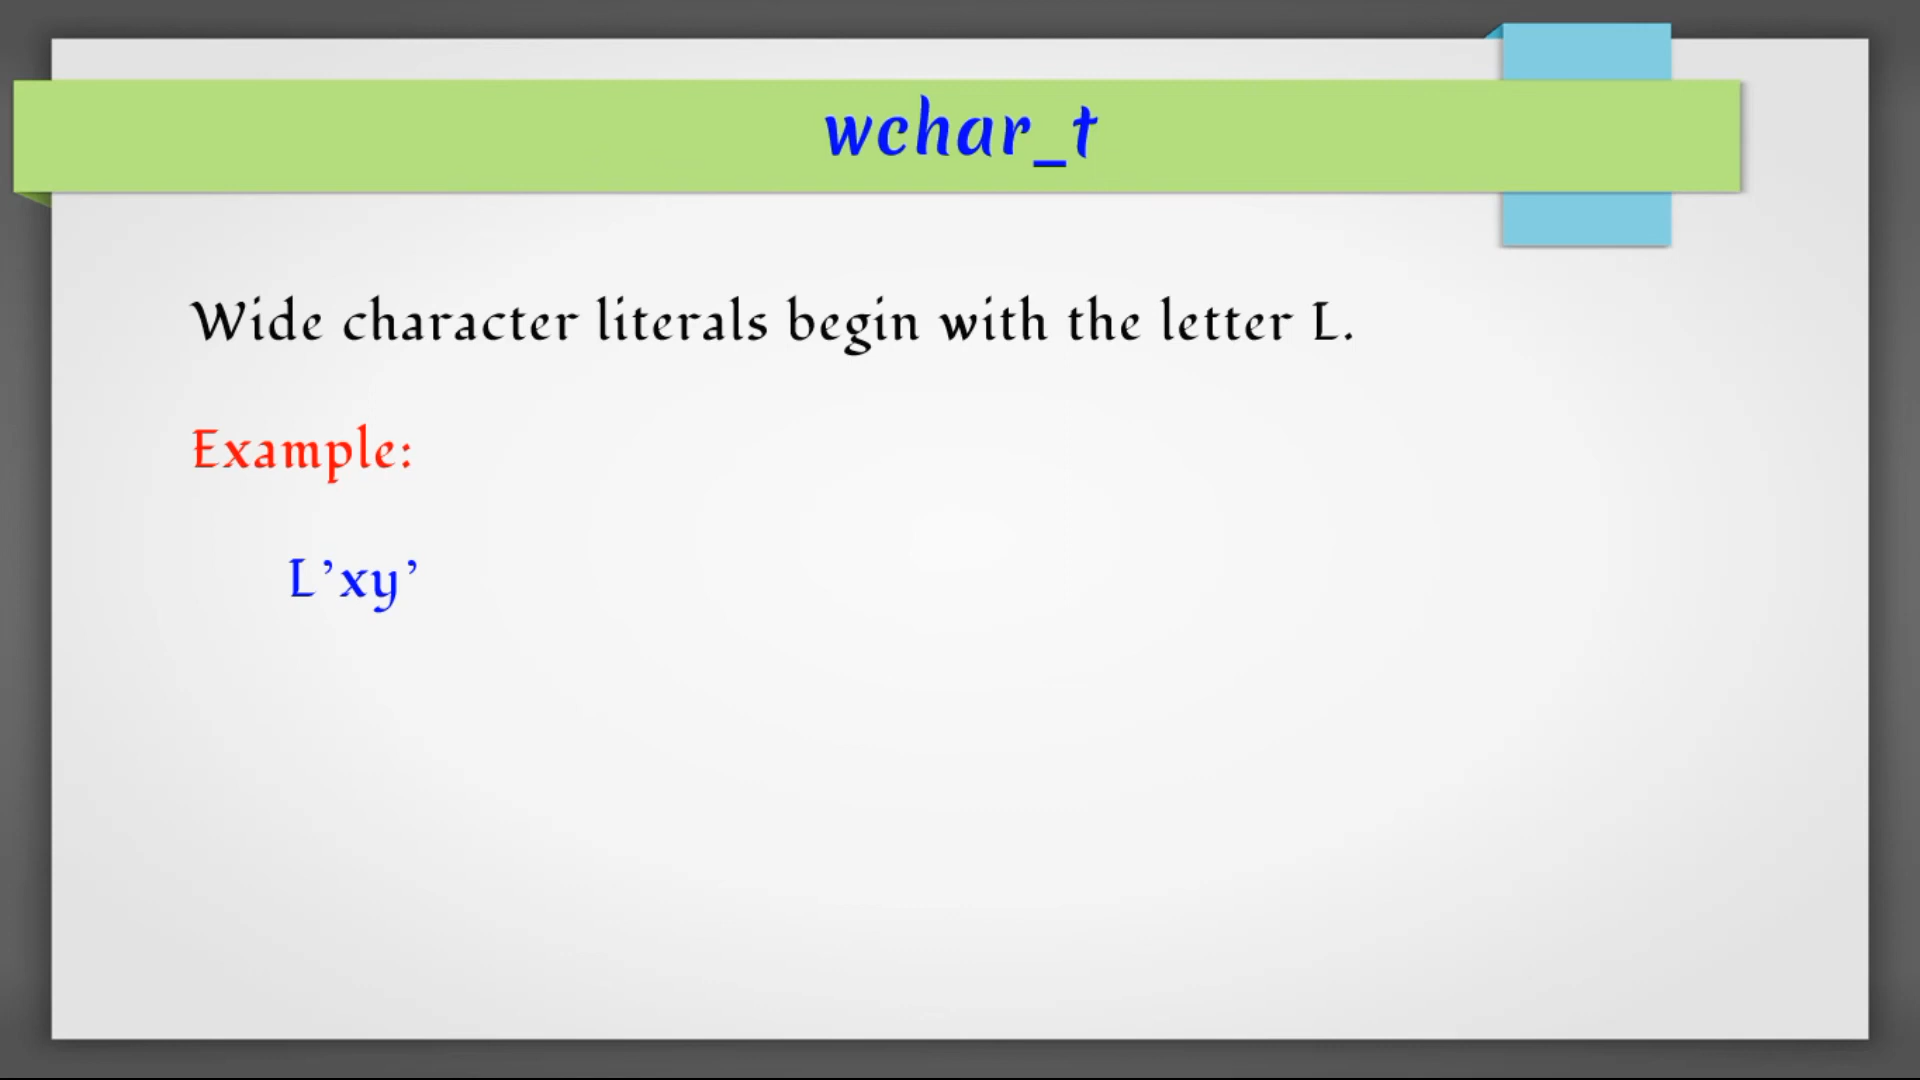 wchar_t
Wide character literals begin with the letter L.
Example:
L’xy’